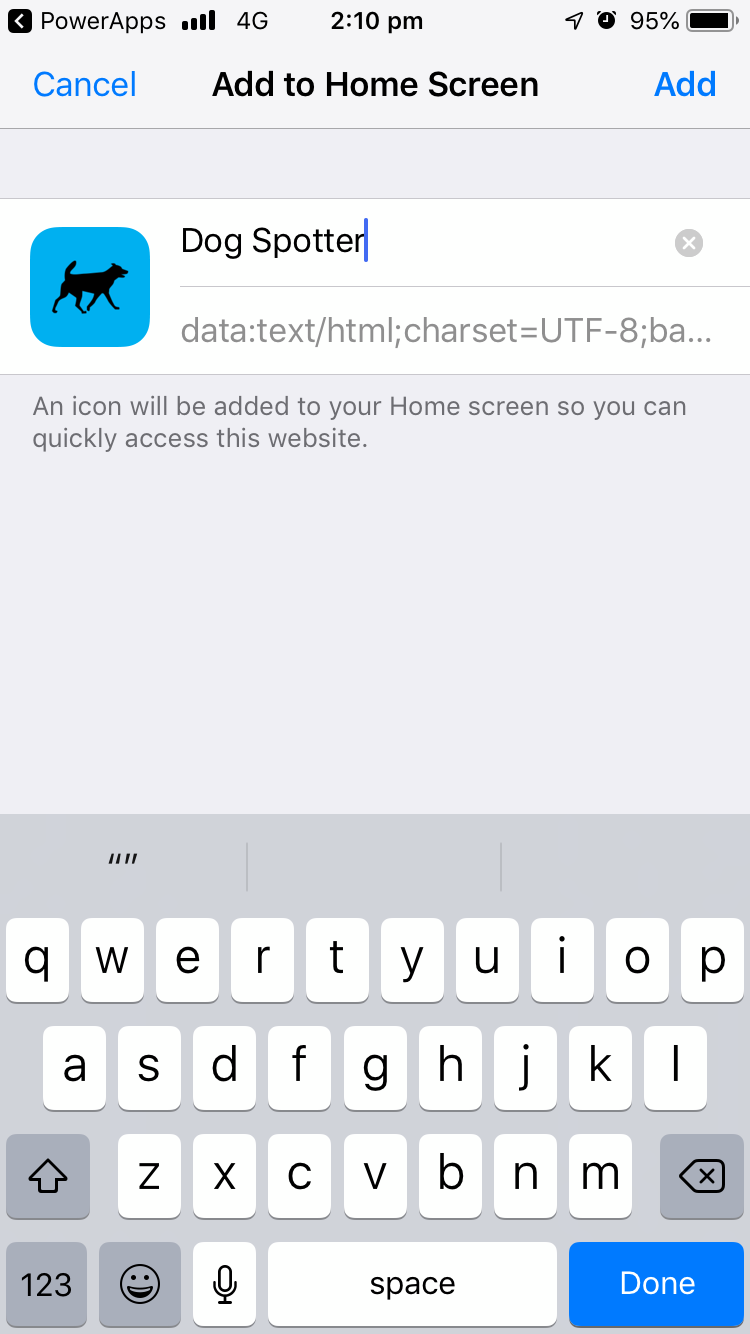 PowerApps 4G 2:10 pm 95%
Cancel Add to Home Screen Add
Dog Spotter
data:text/html;charset=UTF-8;ba...
An icon will be added to your Home screen so you can
quickly access this website.
“”
q w e r t y u i o p
a s d f g h j k l
z x c v b n m
123 space Done